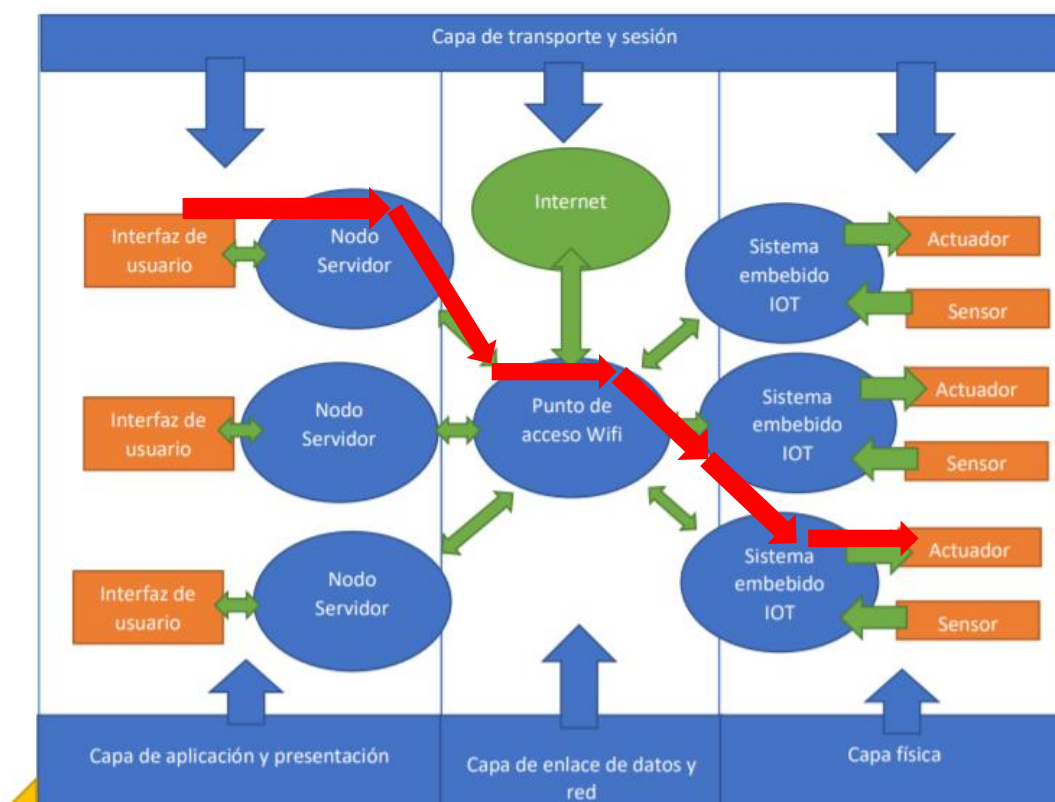 Capa de transporte y sesión
Internet
Interfaz de
usuario
Nodo
Servidor
Sistema
embebido
IOT
Actuador
Sensor
Interfaz de
usuario
Nodo
Servidor
Punto de
acceso Wifi
Sistema
embebido
IOT
Actuador
Sensor
Interfaz de
usuario
Nodo
Servidor
Sistema
embebido
IOT
Actuador
Sensor
Capa de aplicación y presentación
Capa de enlace de datos y
red
Capa física